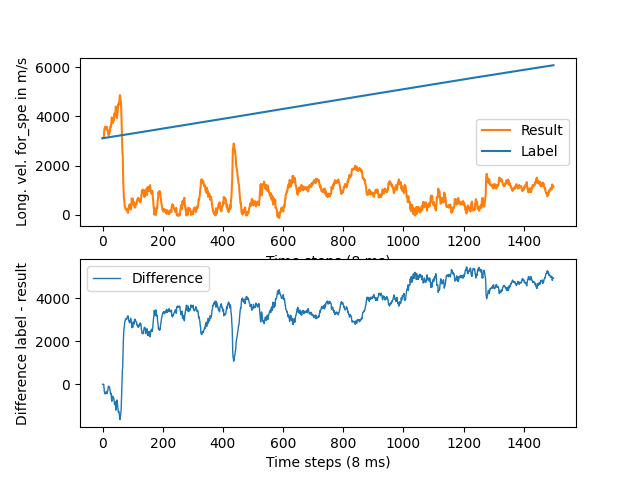 Long. vel. for_spe in m/s
6000
4000
2000
0
Result
Label
0 200 400 600 800 1000 1200 1400
Time steps (8 ms)
Difference label - result
Difference
4000
2000
0
0 200 400 600 800 1000 1200 1400
Time steps (8 ms)